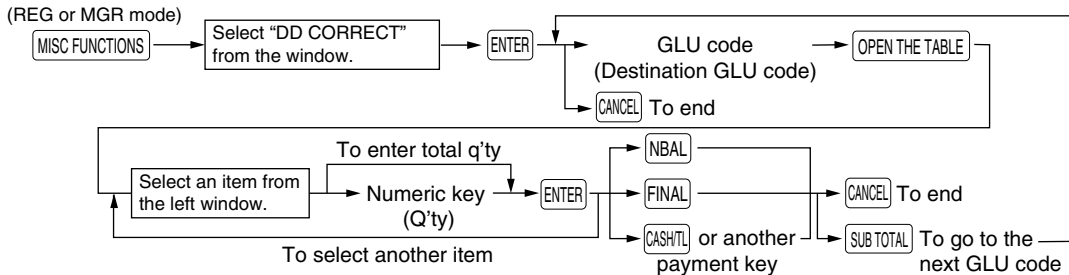 (REG or MGR mode)
MISC FUNCTIONS
Select “DD CORRECT”
from the window.
ENTER
GLU code
(Destination GLU code)
OPEN THE TABLE
CANCEL To end
To enter total q'ty
Select an item from
the left window.
Numeric key
(Q'ty)
ENTER
To select another item
NBAL
FINAL
CASH/TL or another
payment key
CANCEL To end
SUB TOTAL To go to the
next GLU code